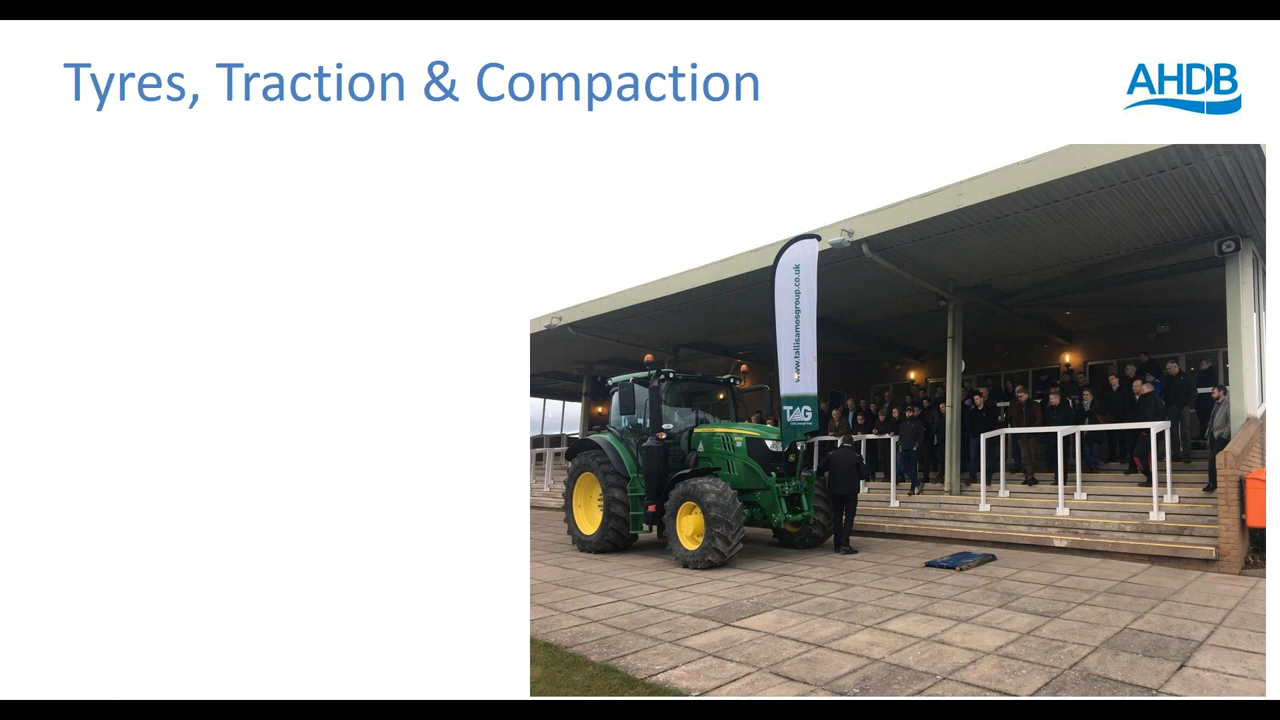 Tyres, Traction & Compaction
AHDB
www.tallisamosgroup.co.uk
TAG